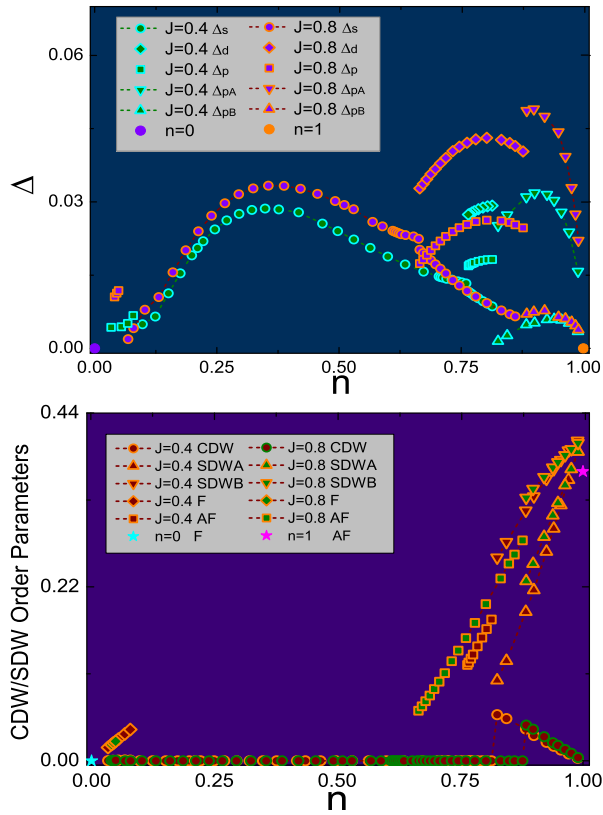 0.06
0.03
0.00
Δ
J=0.4 Δs J=0.8 Δs
J=0.4 Δd J=0.8 Δd
J=0.4 Δp J=0.8 Δp
J=0.4 ΔpA J=0.8 ΔpA
J=0.4 ΔpB J=0.8 ΔpB
n=0 n=1
0.00 0.25 0.50 0.75 1.00
n
0.44
0.22
0.00
CDW/SDW Order Parameters
J=0.4 CDW J=0.8 CDW
J=0.4 SDWA J=0.8 SDWA
J=0.4 SDWB J=0.8 SDWB
J=0.4 F J=0.8 F
J=0.4 AF J=0.8 AF
n=0 F n=1 AF
0.00 0.25 0.50 0.75 1.00
n